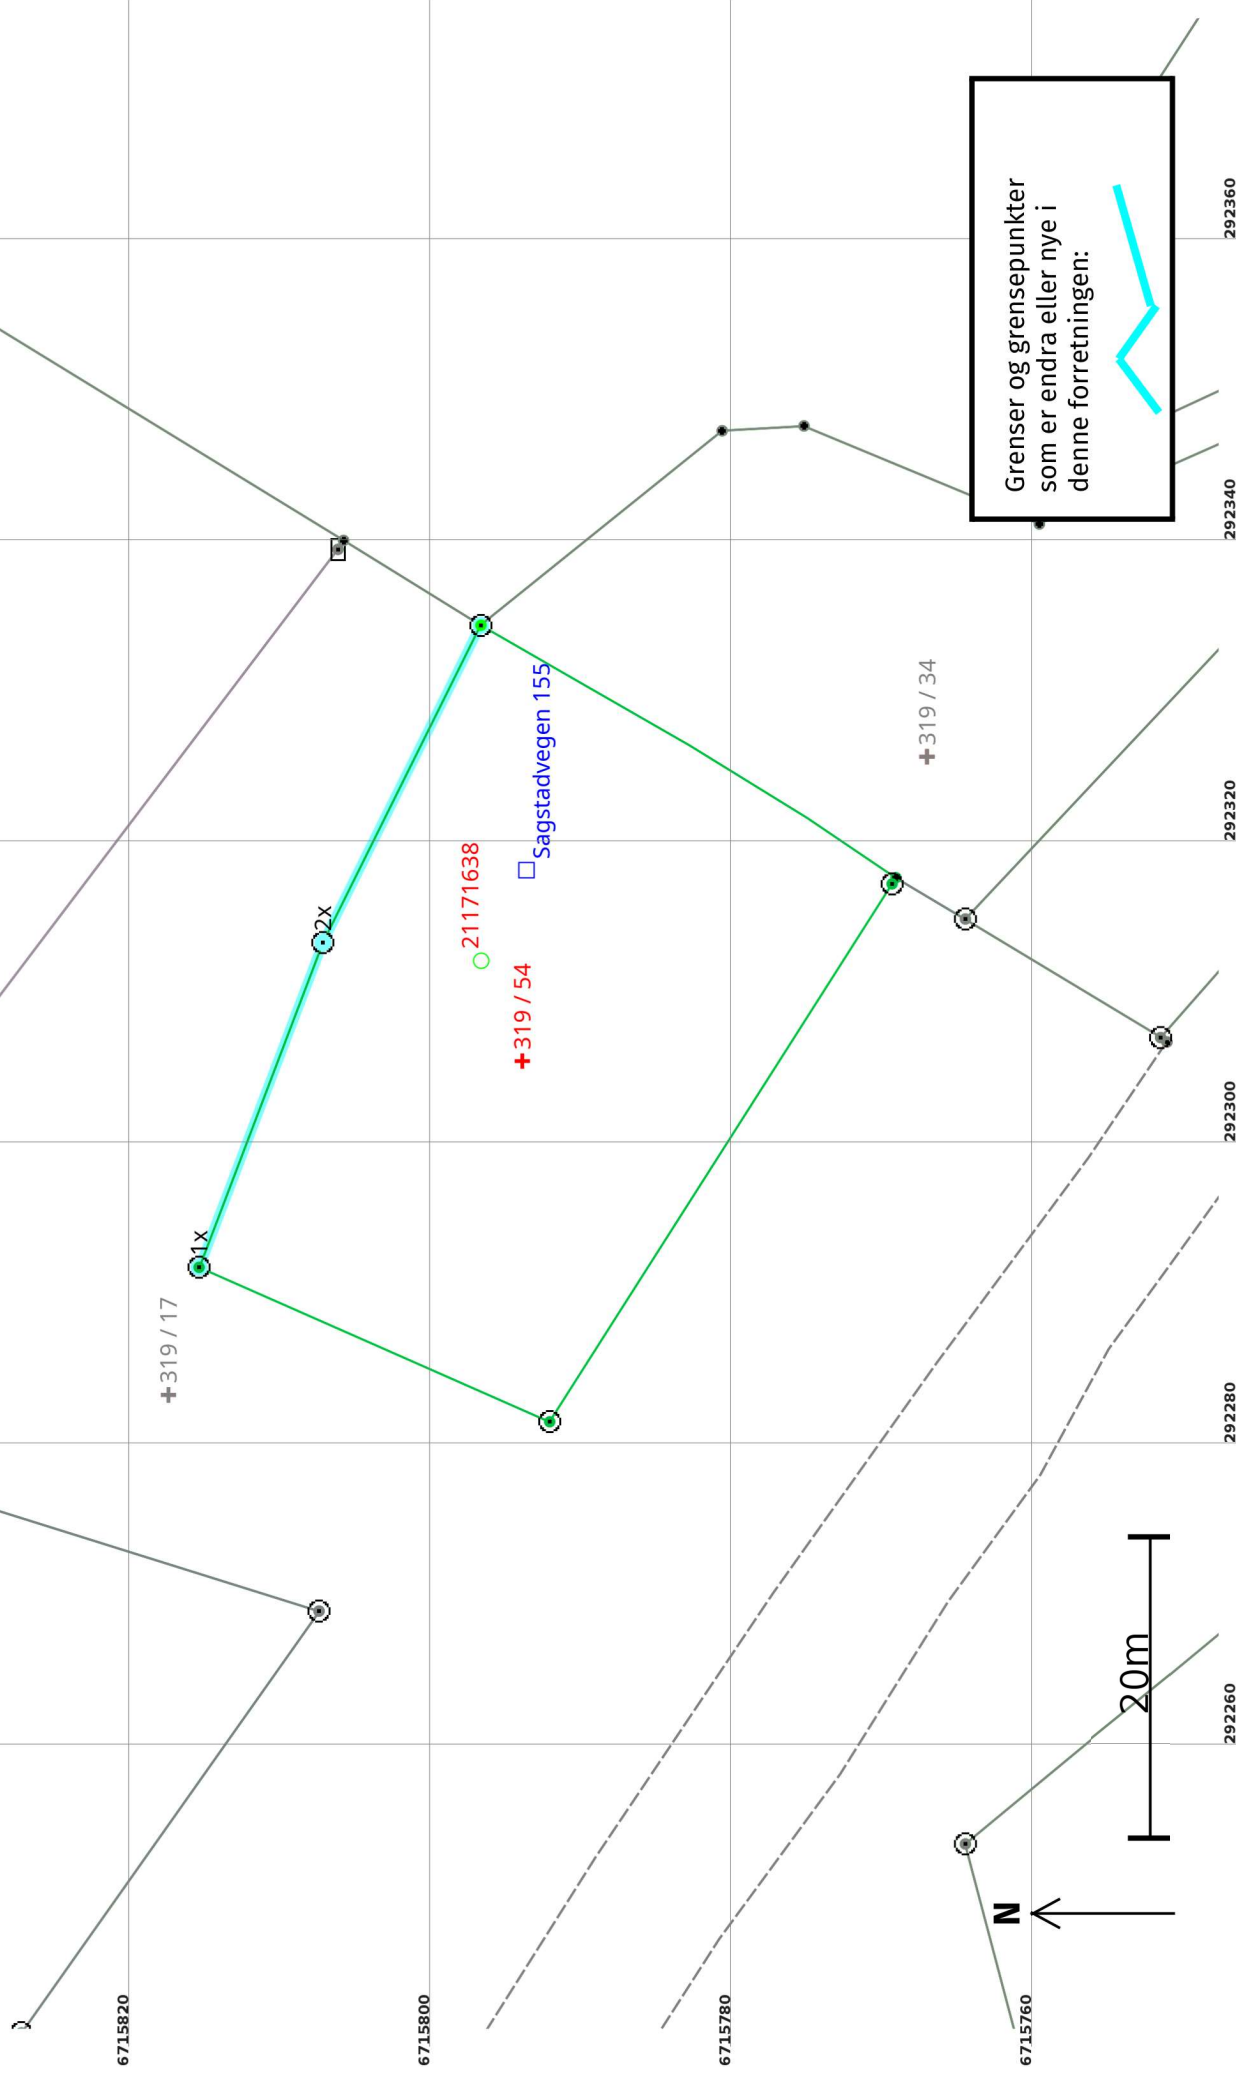 Grenser og grensepunkter
som er endra eller nye i
denne forretningen:
1x
2x
319 / 17
21171638
319 / 54
Sagstadvegen 155
319 / 34
6715820
6715800
6715780
6715760
292260
292280
292300
292320
292340
292360
N
20m